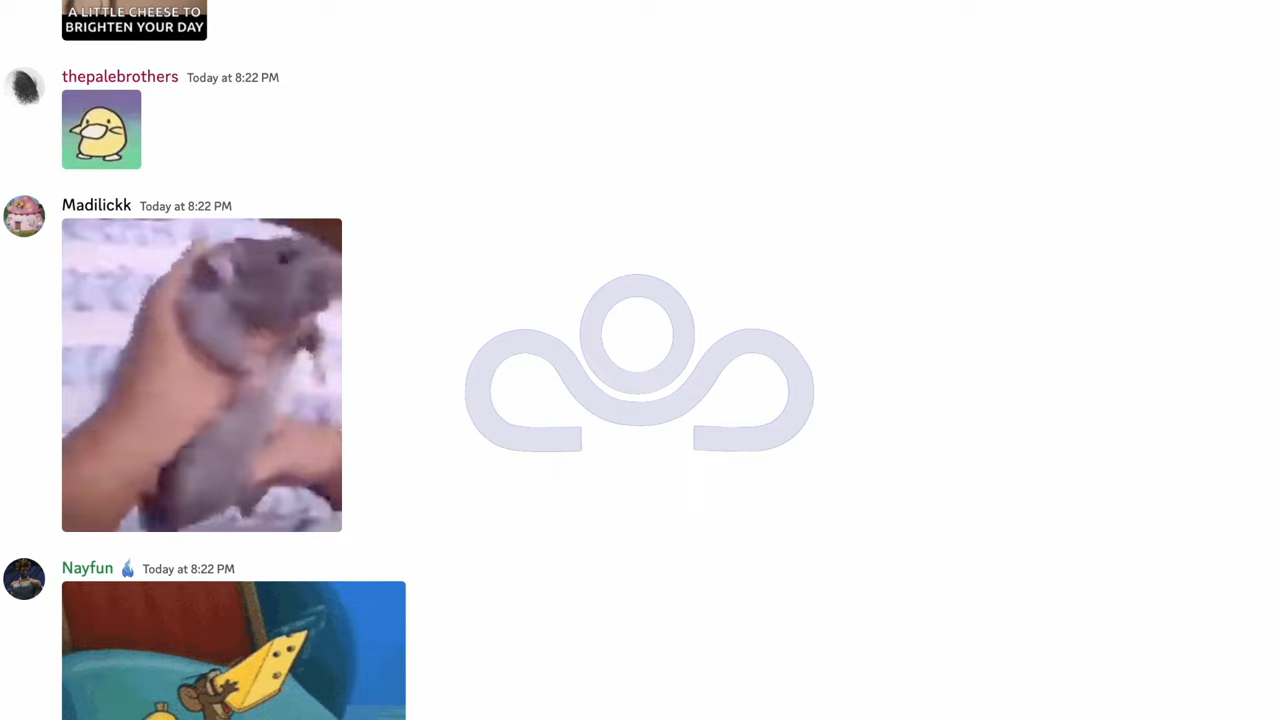 A LITTLE CHEESE TO
BRIGHTEN YOUR DAY
thepalebrothers Today at 8:22 PM
Madilickk Today at 8:22 PM
Nayfun Today at 8:22 PM